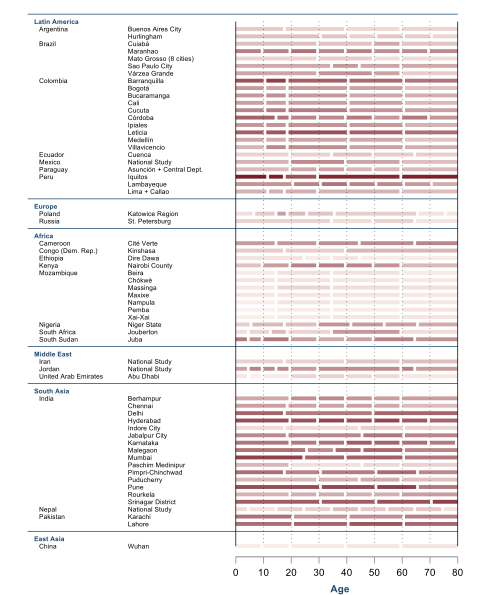 Latin America
Argentina Buenos Aires City
Hurlingham
Brazil Cuiabá
Maranhao
Mato Grosso (8 cities)
Sao Paulo City
Várzea Grande
Colombia Barranquilla
Bogotá
Bucaramanga
Cali
Cucuta
Córdoba
Ipiales
Leticia
Medellín
Villavicencio
Ecuador Cuenca
Mexico National Study
Paraguay Asunción + Central Dept.
Peru Iquitos
Lambayeque
Lima + Callao
Europe
Poland Katowice Region
Russia St. Petersburg
Africa
Cameroon Cité Verte
Congo (Dem. Rep.) Kinshasa
Ethiopia Dire Dawa
Kenya Nairobi County
Mozambique Beira
Chókwè
Massinga
Maxixe
Nampula
Pemba
Xai-Xai
Nigeria Niger State
South Africa Jouberton
South Sudan Juba
Middle East
Iran National Study
Jordan National Study
United Arab Emirates Abu Dhabi
South Asia
India Berhampur
Chennai
Delhi
Hyderabad
Indore City
Jabalpur City
Karnataka
Malegaon
Mumbai
Paschim Medinipur
Pimpri-Chinchwad
Puducherry
Pune
Rourkela
Srinagar District
Nepal National Study
Pakistan Karachi
Lahore
East Asia
China Wuhan
0 10 20 30 40 50 60 70 80
Age